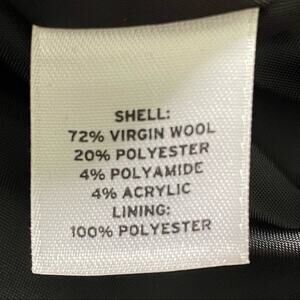 SHELL:
72% VIRGIN WOOL
20% POLYESTER
4% POLYAMIDE
4% ACRYLIC
LINING:
100% POLYESTER